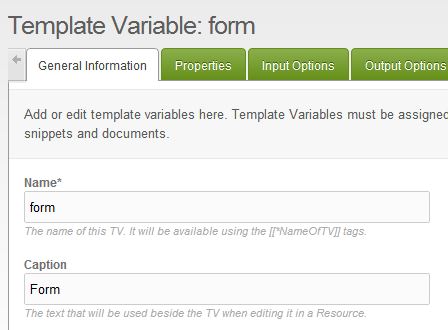 Template Variable: form
General Information Properties Input Options Output Options
Add or edit template variables here. Template Variables must be assigned
snippets and documents.
Name*
form
The name of this TV. It will be available using the [[*NameOfTV]] tags.
Caption
Form
The text that will be used beside the TV when editing it in a Resource.